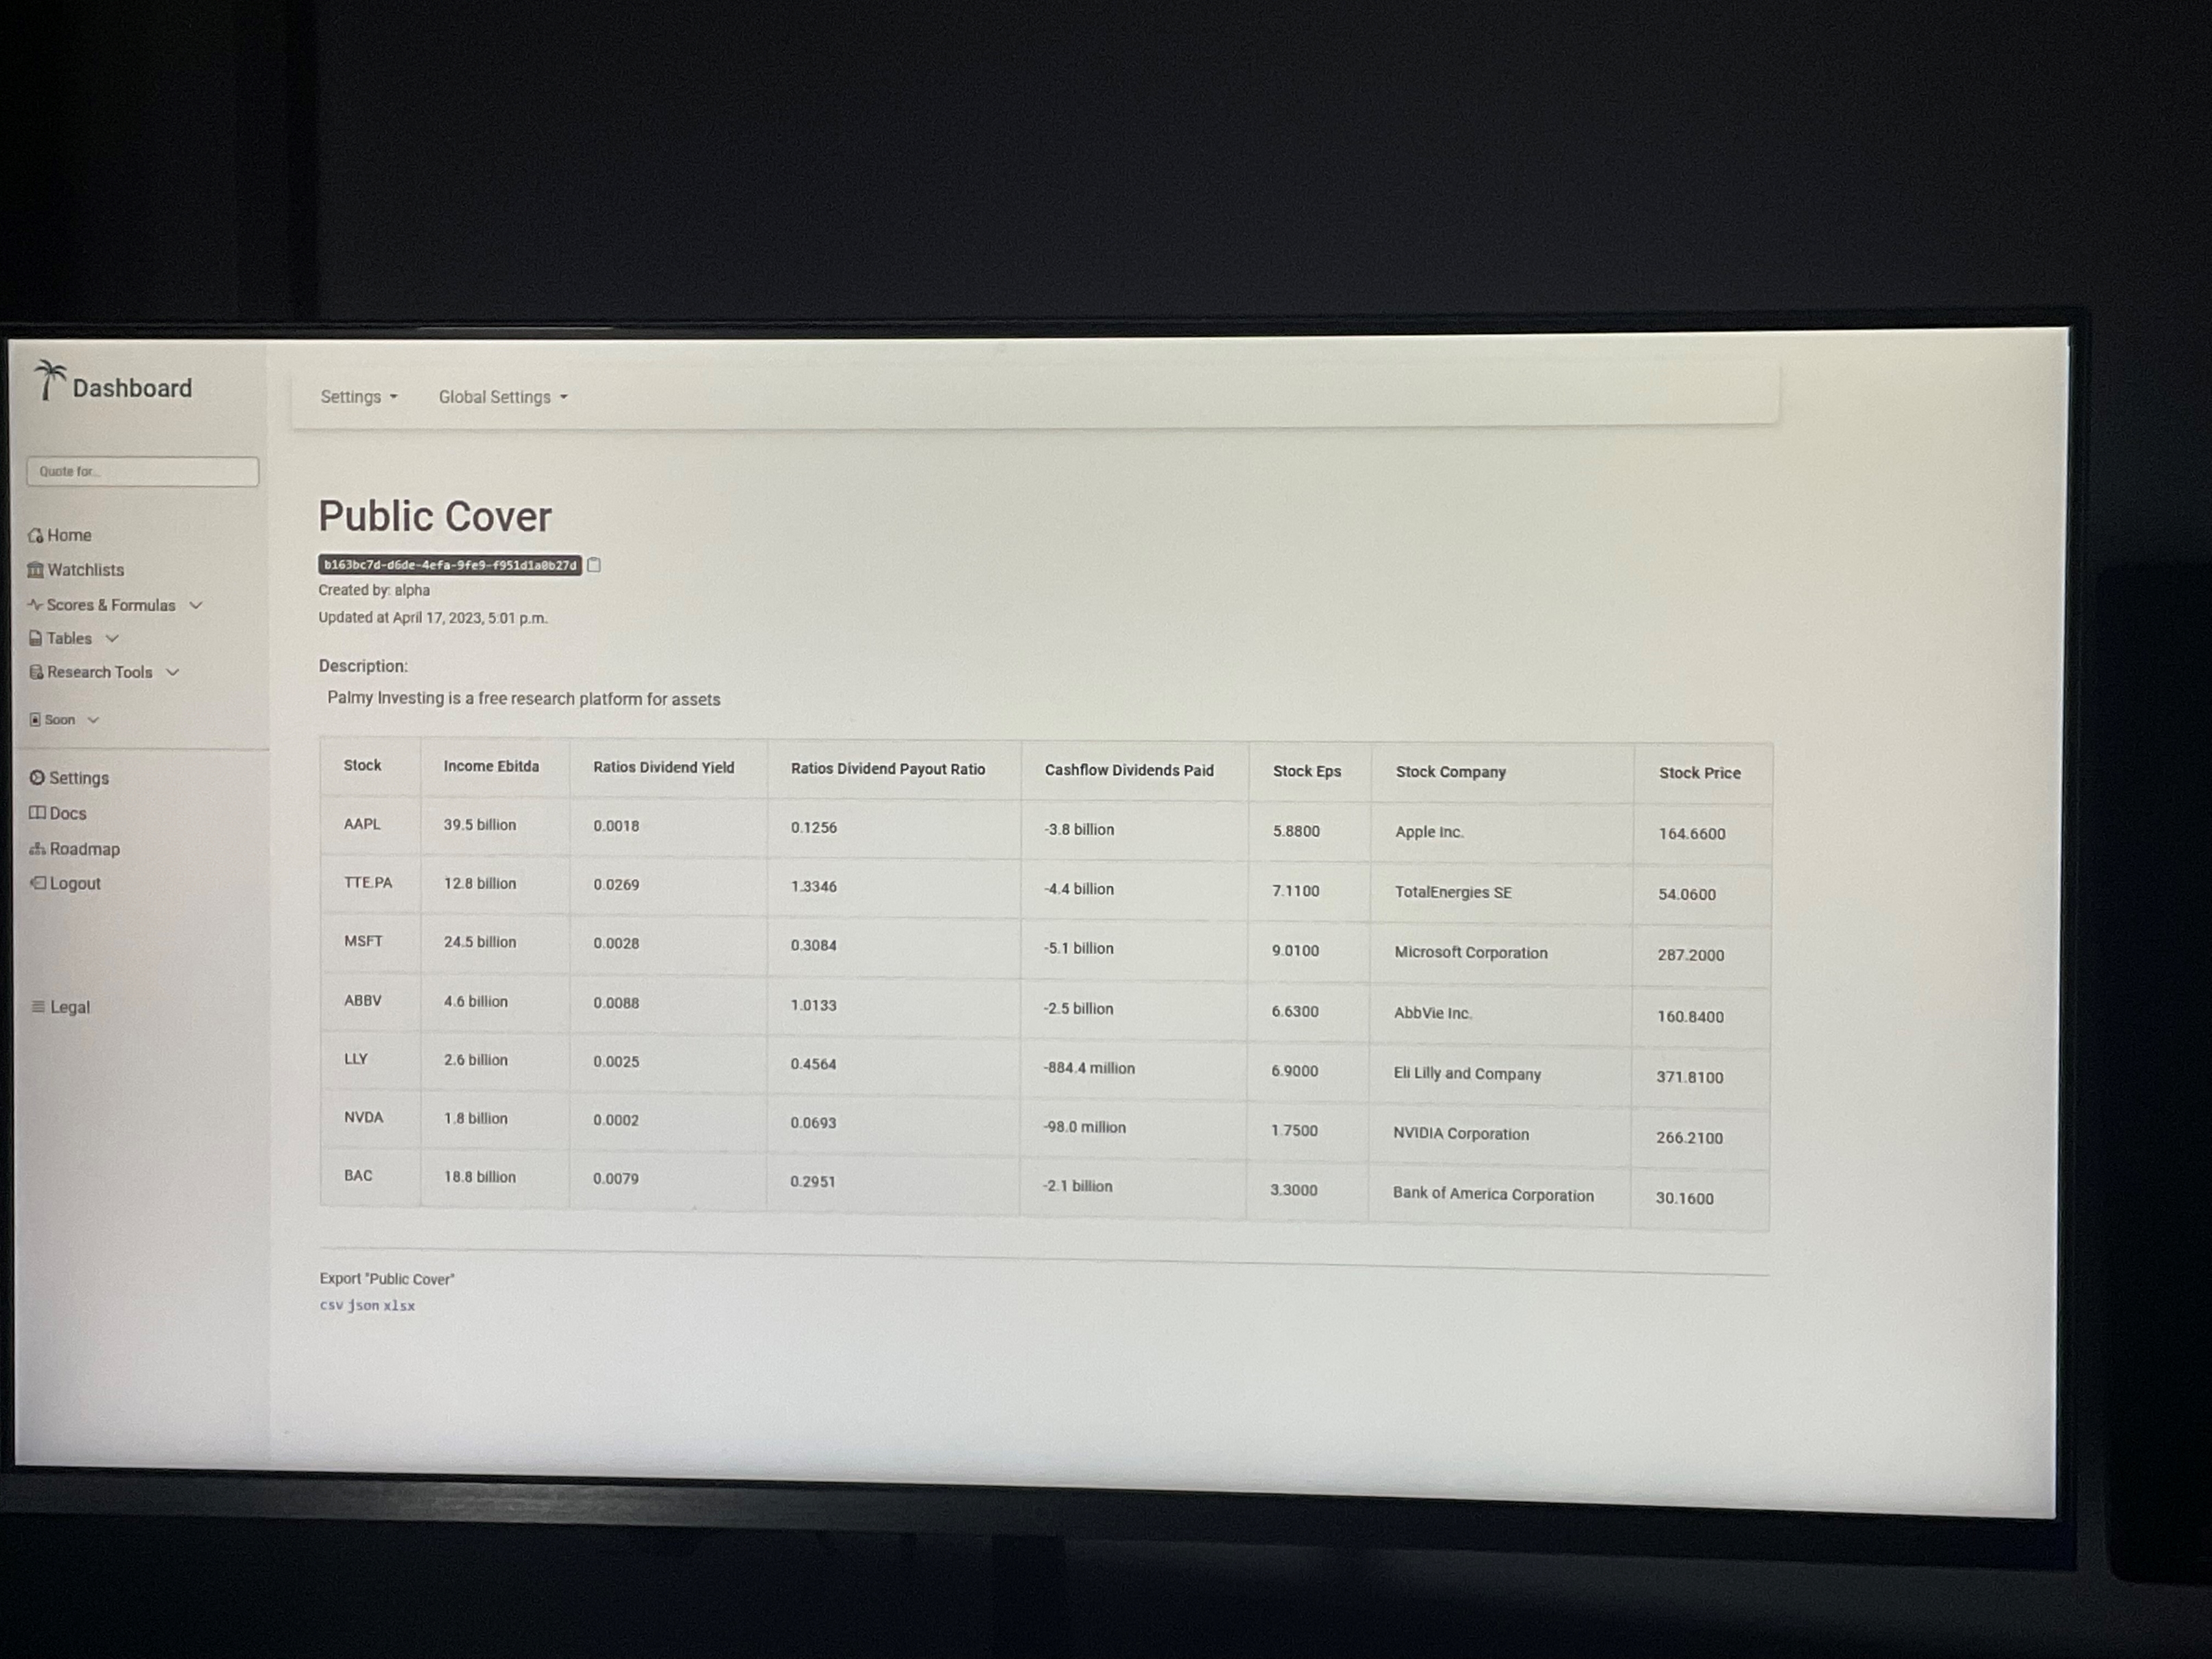 Dashboard
Quote for...
Home
Watchlists
Scores & Formulas
Tables
Research Tools
Soon
Settings
Docs
Roadmap
Logout
Legal
Settings Global Settings
Public Cover
b163bc7d-d6de-4efa-9fe9-f951d1a0b27d
Created by: alpha
Updated at April 17, 2023, 5:01 p.m.
Description:
Palmy Investing is a free research platform for assets
Stock Income Ebitda Ratios Dividend Yield Ratios Dividend Payout Ratio Cashflow Dividends Paid Stock Eps Stock Company Stock Price
AAPL 39.5 billion 0.0018 0.1256 -3.8 billion 5.8800 Apple Inc. 164.6600
TTE.PA 12.8 billion 0.0269 1.3346 -4.4 billion 7.1100 TotalEnergies SE 54.0600
MSFT 24.5 billion 0.0028 0.3084 -5.1 billion 9.0100 Microsoft Corporation 287.2000
ABBV 4.6 billion 0.0088 1.0133 -2.5 billion 6.6300 AbbVie Inc. 160.8400
LLY 2.6 billion 0.0025 0.4564 -884.4 million 6.9000 Eli Lilly and Company 371.8100
NVDA 1.8 billion 0.0002 0.0693 -98.0 million 1.7500 NVIDIA Corporation 266.2100
BAC 18.8 billion 0.0079 0.2951 -2.1 billion 3.3000 Bank of America Corporation 30.1600
Export "Public Cover"
csv json xlsx